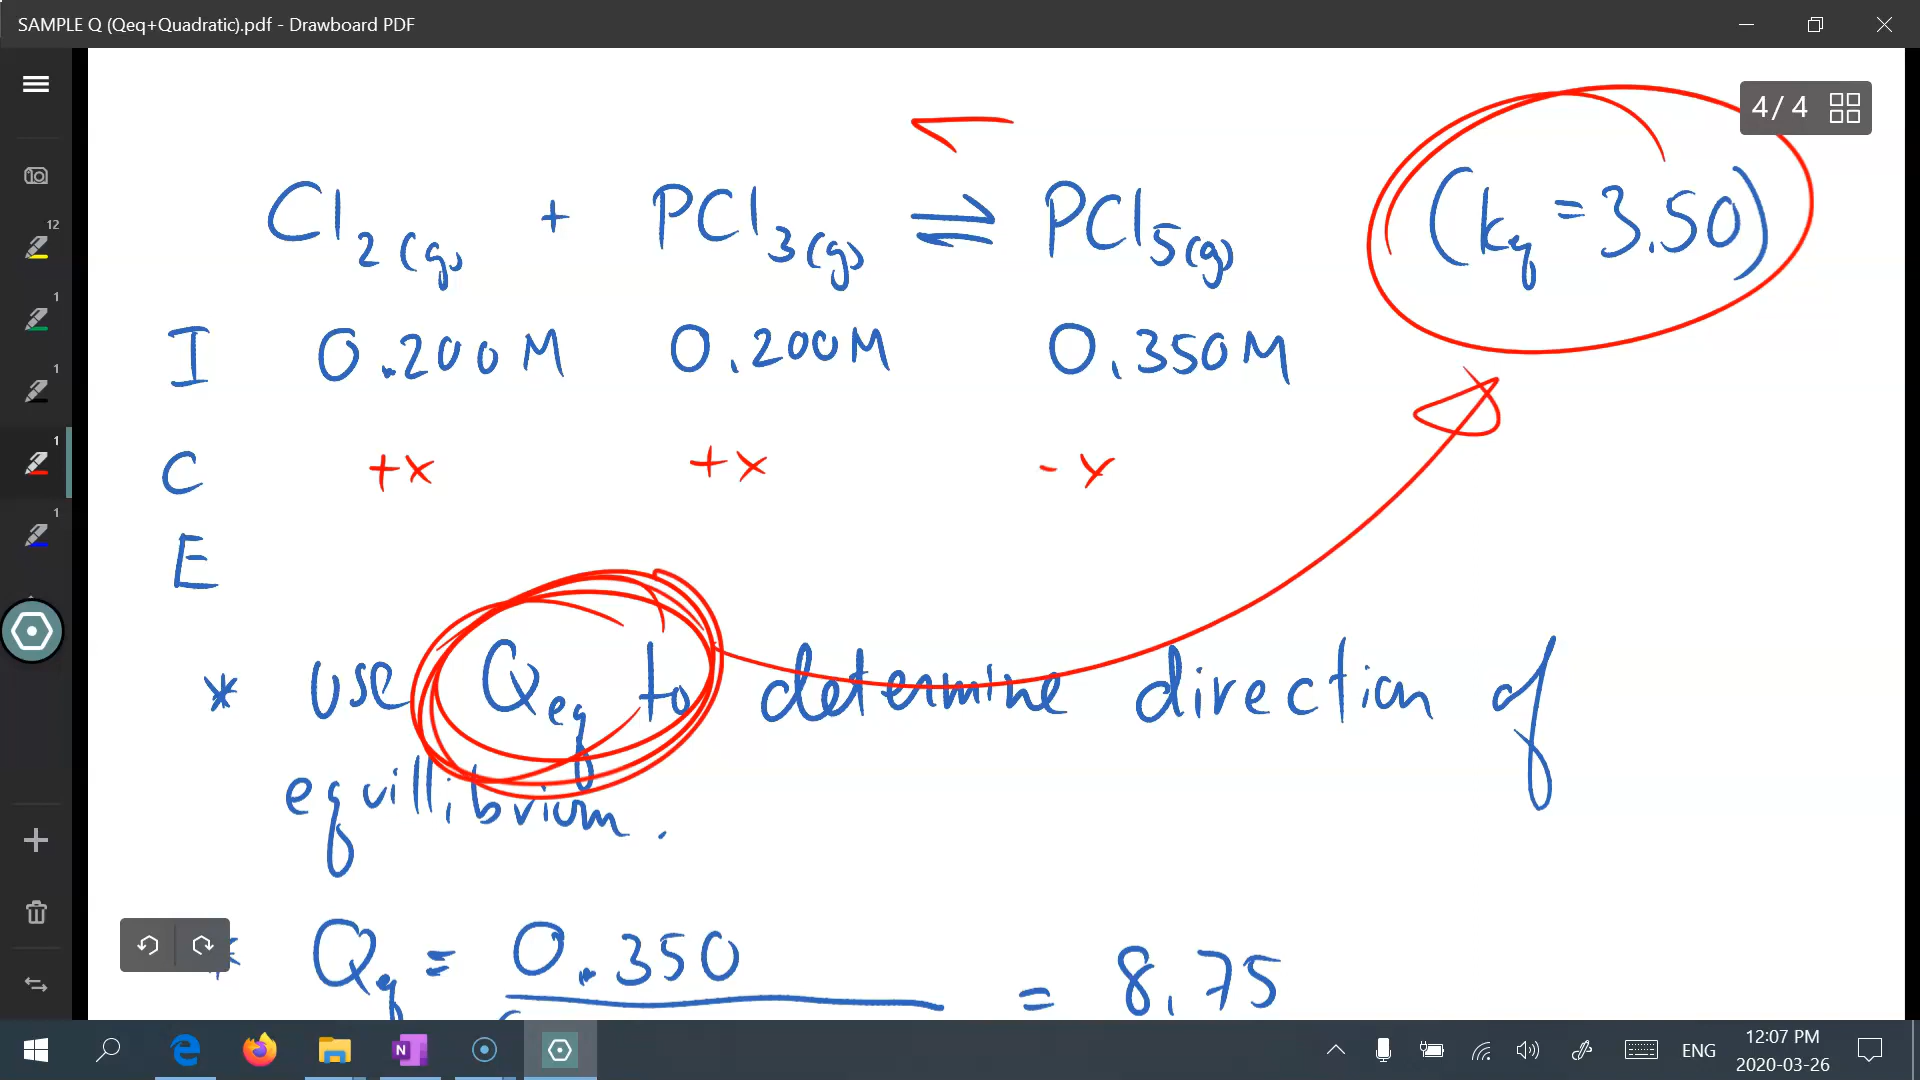 SAMPLE Q (Qeq+Quadratic).pdf - Drawboard PDF
4 / 4
12
1
1
1
1
Cl2(g) + PCl3(g) ⇌ PCl5(g) (keq = 3.50)
I 0.200 M 0.200 M 0.350 M
C +x +x -x
E
* use Qeq to determine direction of
equillibrium.
* Qeq = 0.350 = 8.75
ENG
12:07 PM
2020-03-26